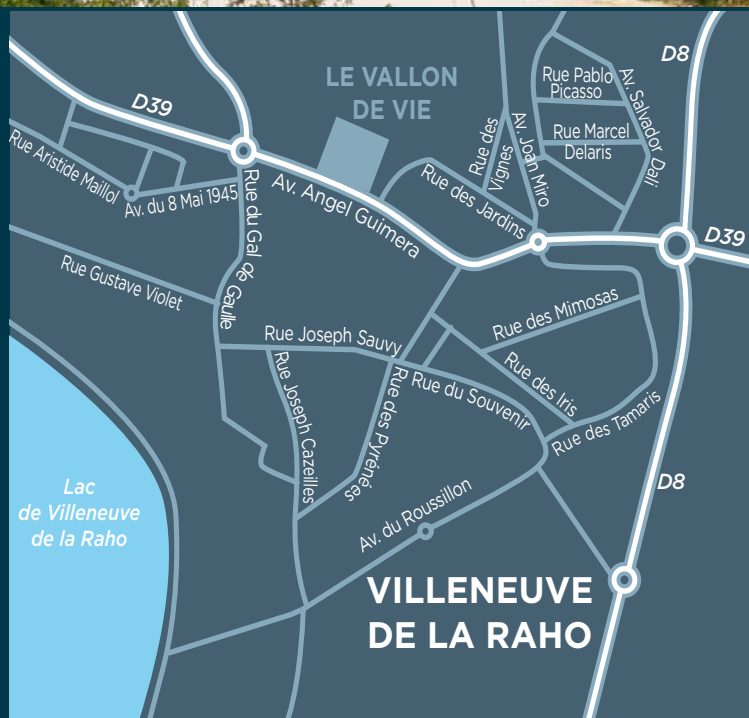 D8
LE VALLON
DE VIE
Rue Pablo
Picasso
Av. Salvador Dali
D39
Rue des
Vignes
Av. Joan Miro
Rue Marcel
Delaris
Rue Aristide Maillol
Av. du 8 Mai 1945
Rue du Gal de Gaulle
Av. Angel Guimera
Rue des Jardins
D39
Rue Gustave Violet
Rue des Mimosas
Rue Joseph Sauvy
Rue Joseph Cazeilles
Rue des Pyrénées
Rue du Souvenir
Rue des Iris
Rue des Tamaris
Lac
de Villeneuve
de la Raho
Av. du Roussillon
D8
VILLENEUVE
DE LA RAHO